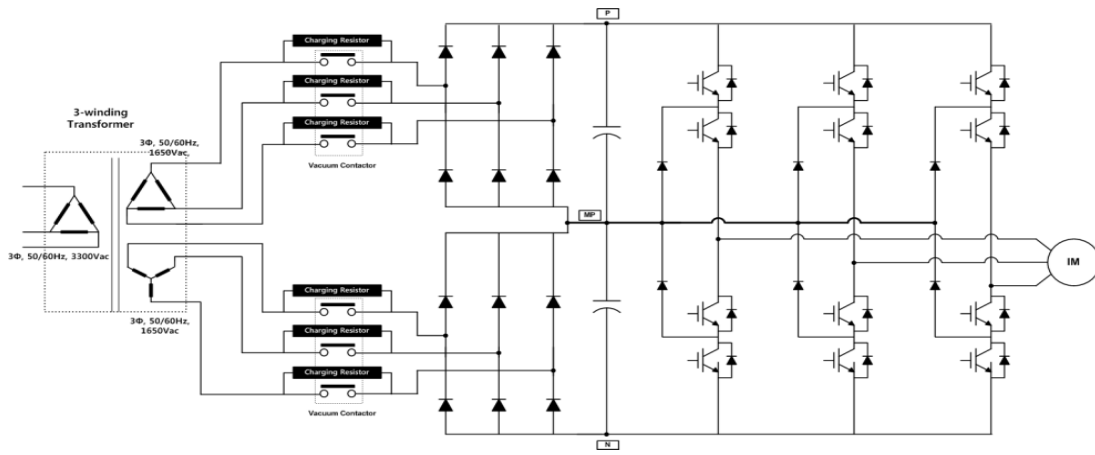 P
Charging Resistor
Charging Resistor
Charging Resistor
Vacuum Contactor
3-winding
Transformer
3Φ, 50/60Hz,
1650Vac,
MP
3Φ, 50/60Hz, 3300Vac
IM
Charging Resistor
3Φ, 50/60Hz,
1650Vac
Charging Resistor
Charging Resistor
Vacuum Contactor
N